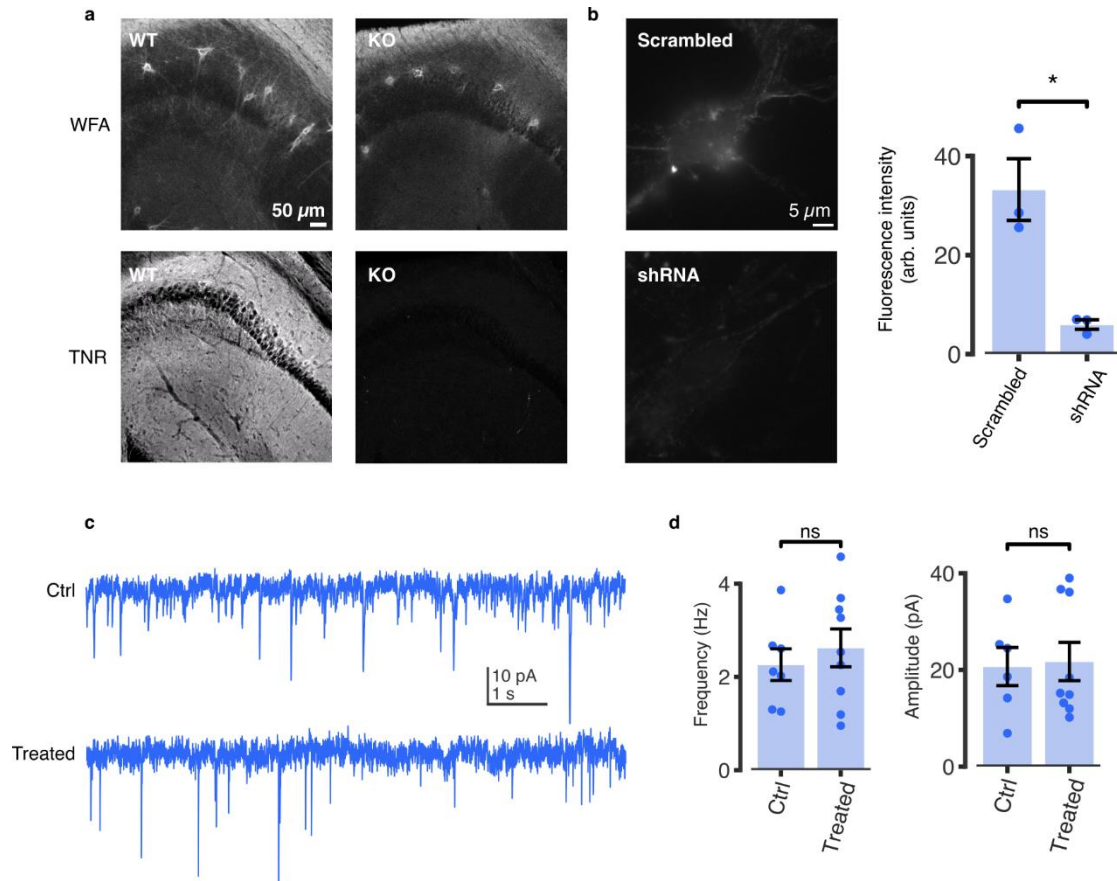 a
b
WFA
WT
50 µm
KO
Scrambled
5 µm
TNR
WT
KO
shRNA
*
Fluorescence intensity
(arb. units)
40
20
0
Scrambled
shRNA
c
Ctrl
10 pA
1 s
Treated
d
ns
Frequency (Hz)
4
2
0
Ctrl
Treated
ns
Amplitude (pA)
40
20
0
Ctrl
Treated